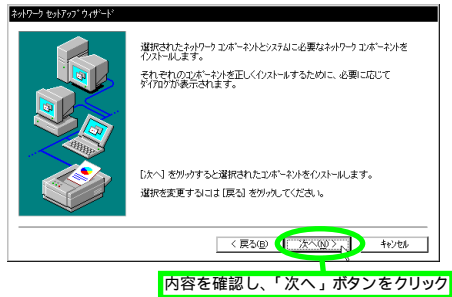 ネットワーク セットアップ ウィザード
選択されたネットワーク コンポーネントとシステムに必要なネットワーク コンポーネントを
インストールします。
それぞれのコンポーネントを正しくインストールするために、必要に応じて
ダイアログが表示されます。
[次へ] をクリックすると選択されたコンポーネントをインストールします。
選択を変更するには [戻る] をクリックしてください。
< 戻る(B)
次へ(N) >
キャンセル
内容を確認し、「次へ」ボタンをクリック